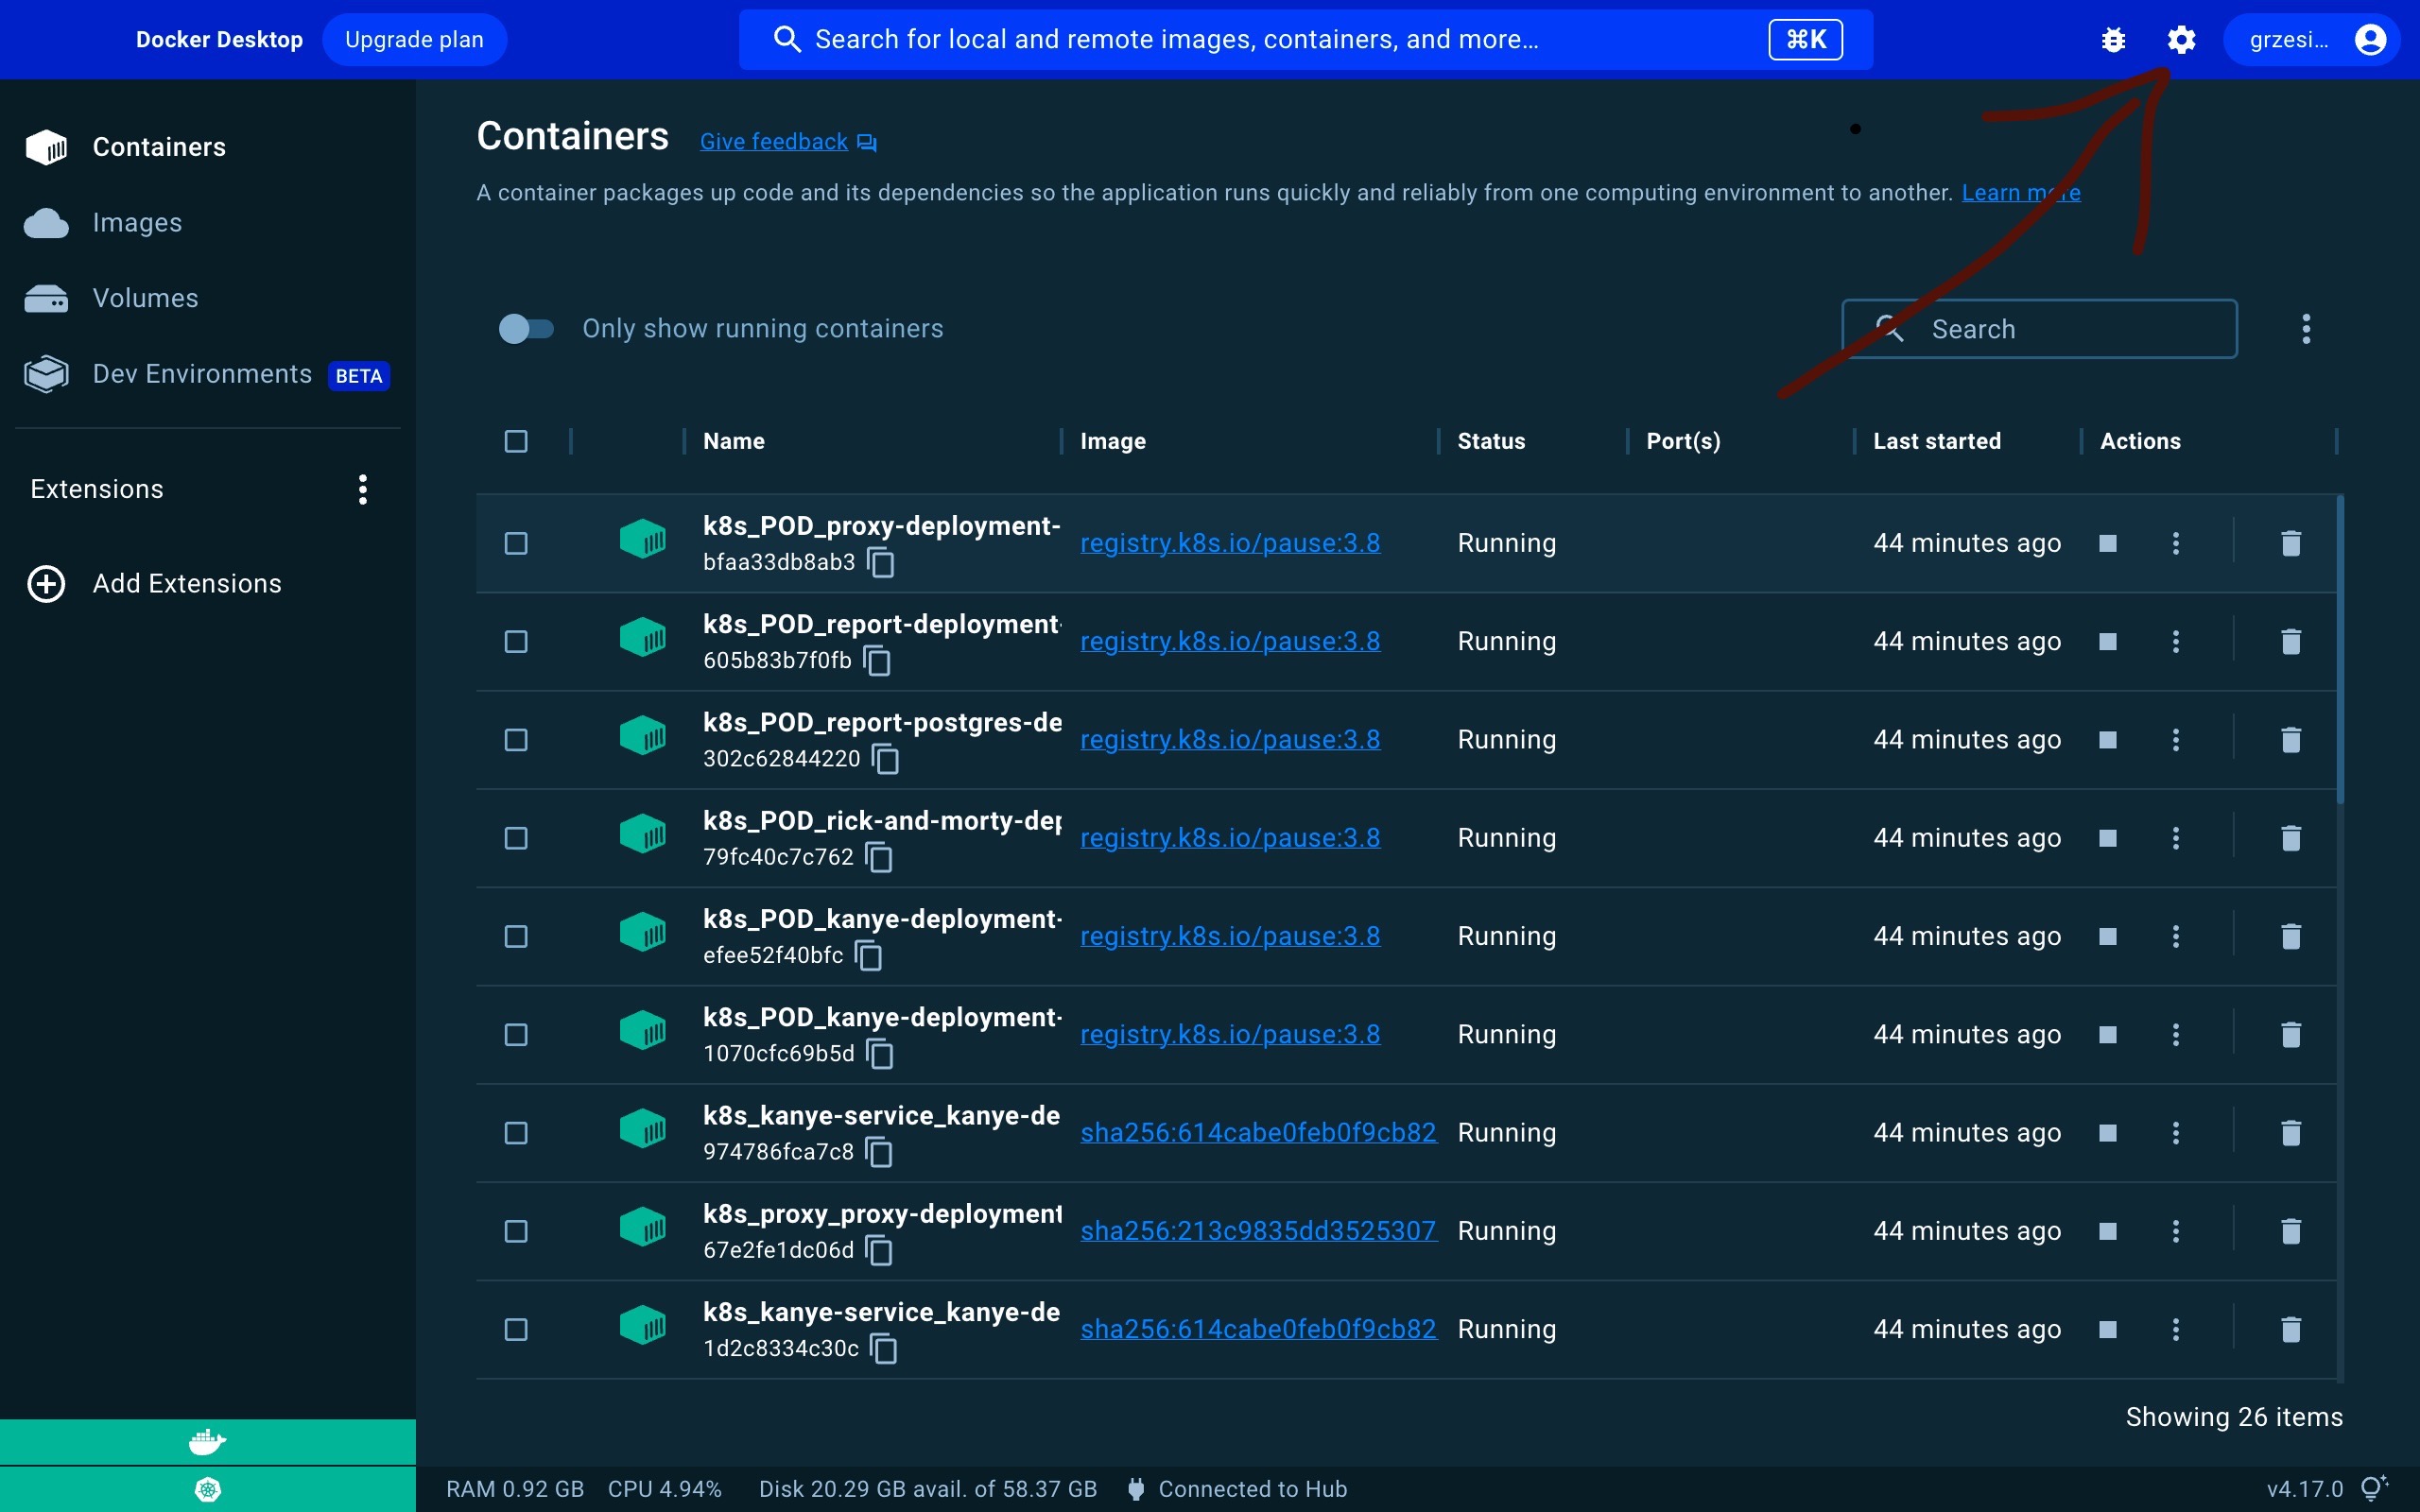 Docker Desktop Upgrade plan Search for local and remote images, containers, and more... ⌘K grzesi...
Containers
Images
Volumes
Dev Environments BETA
Extensions
Add Extensions
Containers Give feedback
A container packages up code and its dependencies so the application runs quickly and reliably from one computing environment to another. Learn more
Only show running containers Search
Name Image Status Port(s) Last started Actions
k8s_POD_proxy-deployment-
bfaa33db8ab3 registry.k8s.io/pause:3.8 Running 44 minutes ago
k8s_POD_report-deployment-
605b83b7f0fb registry.k8s.io/pause:3.8 Running 44 minutes ago
k8s_POD_report-postgres-de
302c62844220 registry.k8s.io/pause:3.8 Running 44 minutes ago
k8s_POD_rick-and-morty-dep
79fc40c7c762 registry.k8s.io/pause:3.8 Running 44 minutes ago
k8s_POD_kanye-deployment-
efee52f40bfc registry.k8s.io/pause:3.8 Running 44 minutes ago
k8s_POD_kanye-deployment-
1070cfc69b5d registry.k8s.io/pause:3.8 Running 44 minutes ago
k8s_kanye-service_kanye-de
974786fca7c8 sha256:614cabe0feb0f9cb82 Running 44 minutes ago
k8s_proxy_proxy-deployment
67e2fe1dc06d sha256:213c9835dd3525307 Running 44 minutes ago
k8s_kanye-service_kanye-de
1d2c8334c30c sha256:614cabe0feb0f9cb82 Running 44 minutes ago
Showing 26 items
RAM 0.92 GB CPU 4.94% Disk 20.29 GB avail. of 58.37 GB Connected to Hub v4.17.0